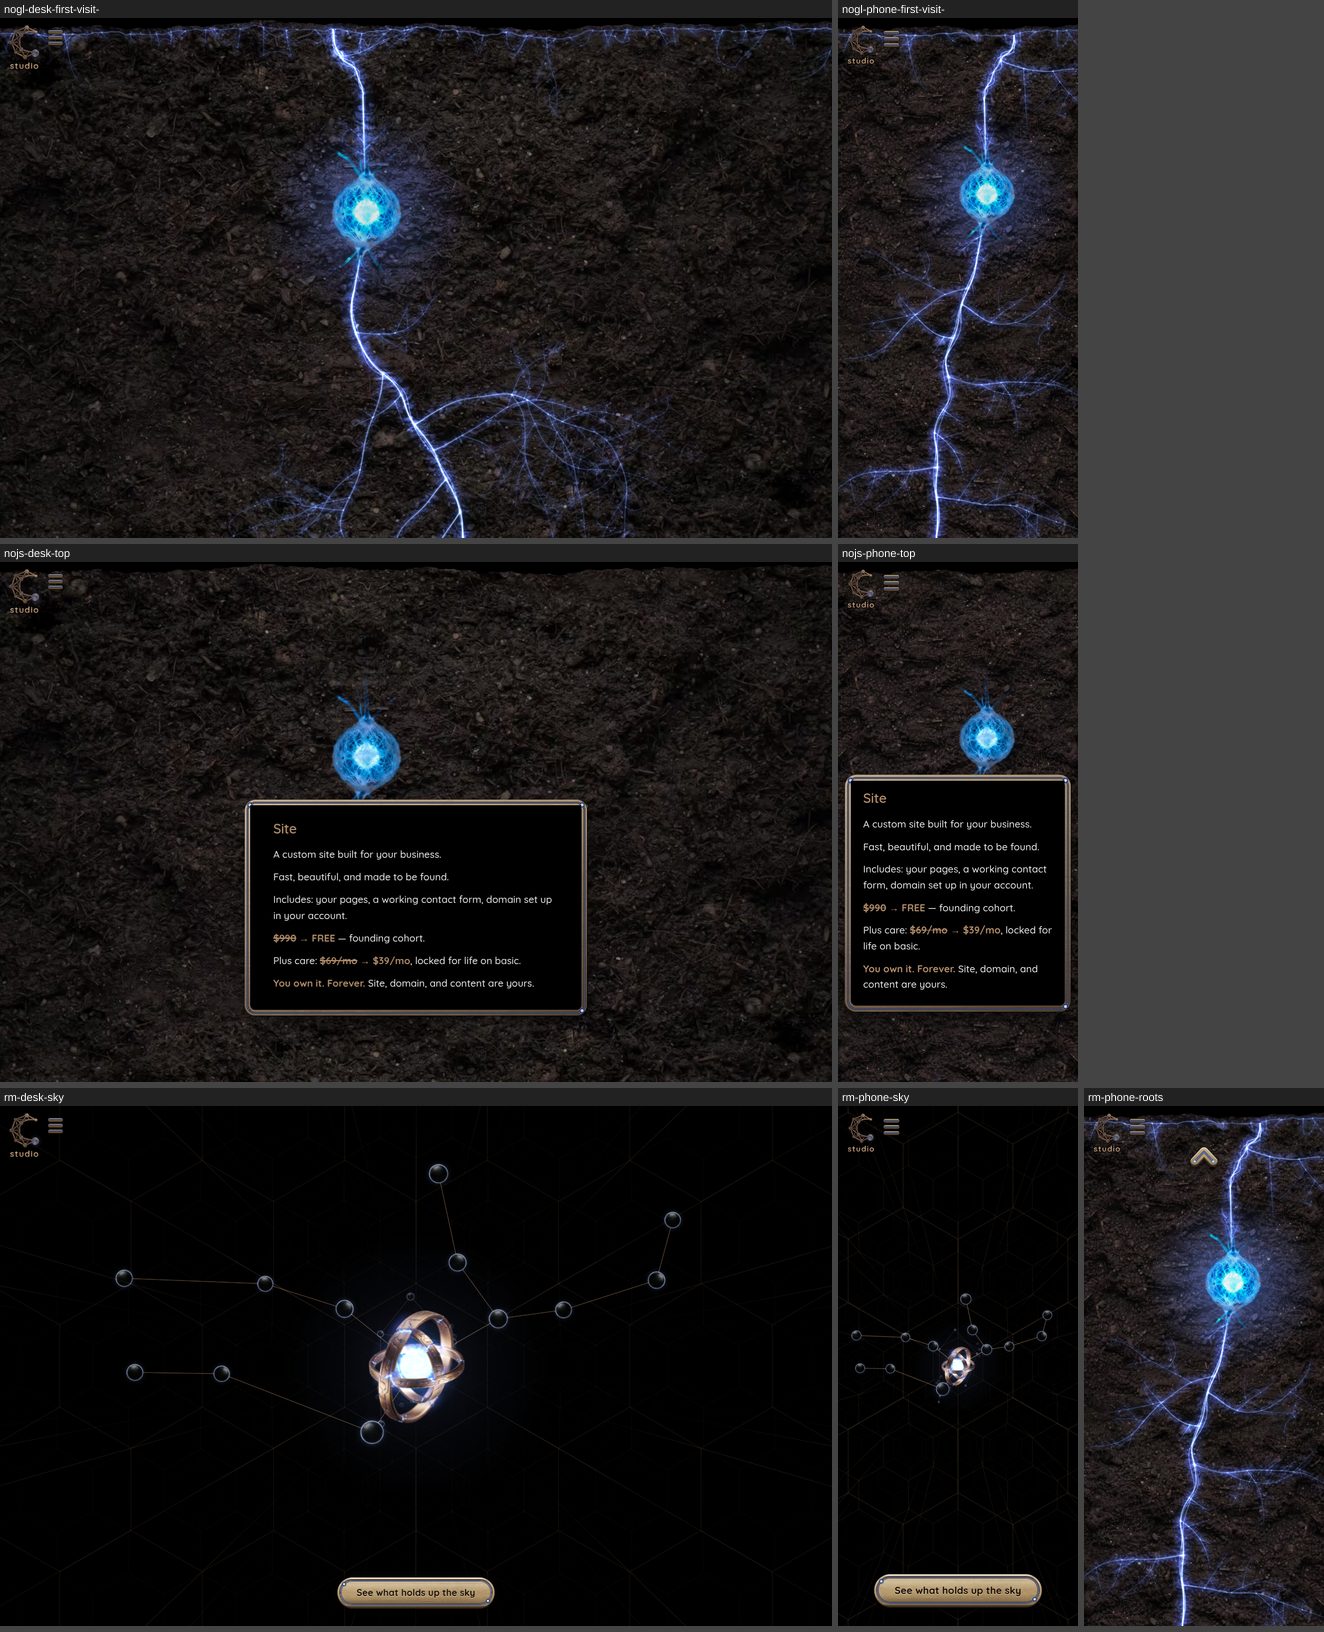 nogl-desk-first-visit-
nogl-phone-first-visit-
studio
studio
nojs-desk-top
nojs-phone-top
studio
Site
A custom site built for your business.
Fast, beautiful, and made to be found.
Includes: your pages, a working contact form, domain set up
in your account.
$990 → FREE — founding cohort.
Plus care: $69/mo → $39/mo, locked for life on basic.
You own it. Forever. Site, domain, and content are yours.
studio
Site
A custom site built for your business.
Fast, beautiful, and made to be found.
Includes: your pages, a working contact
form, domain set up in your account.
$990 → FREE — founding cohort.
Plus care: $69/mo → $39/mo, locked for
life on basic.
You own it. Forever. Site, domain, and
content are yours.
rm-desk-sky
rm-phone-sky
rm-phone-roots
studio
See what holds up the sky
studio
See what holds up the sky
studio